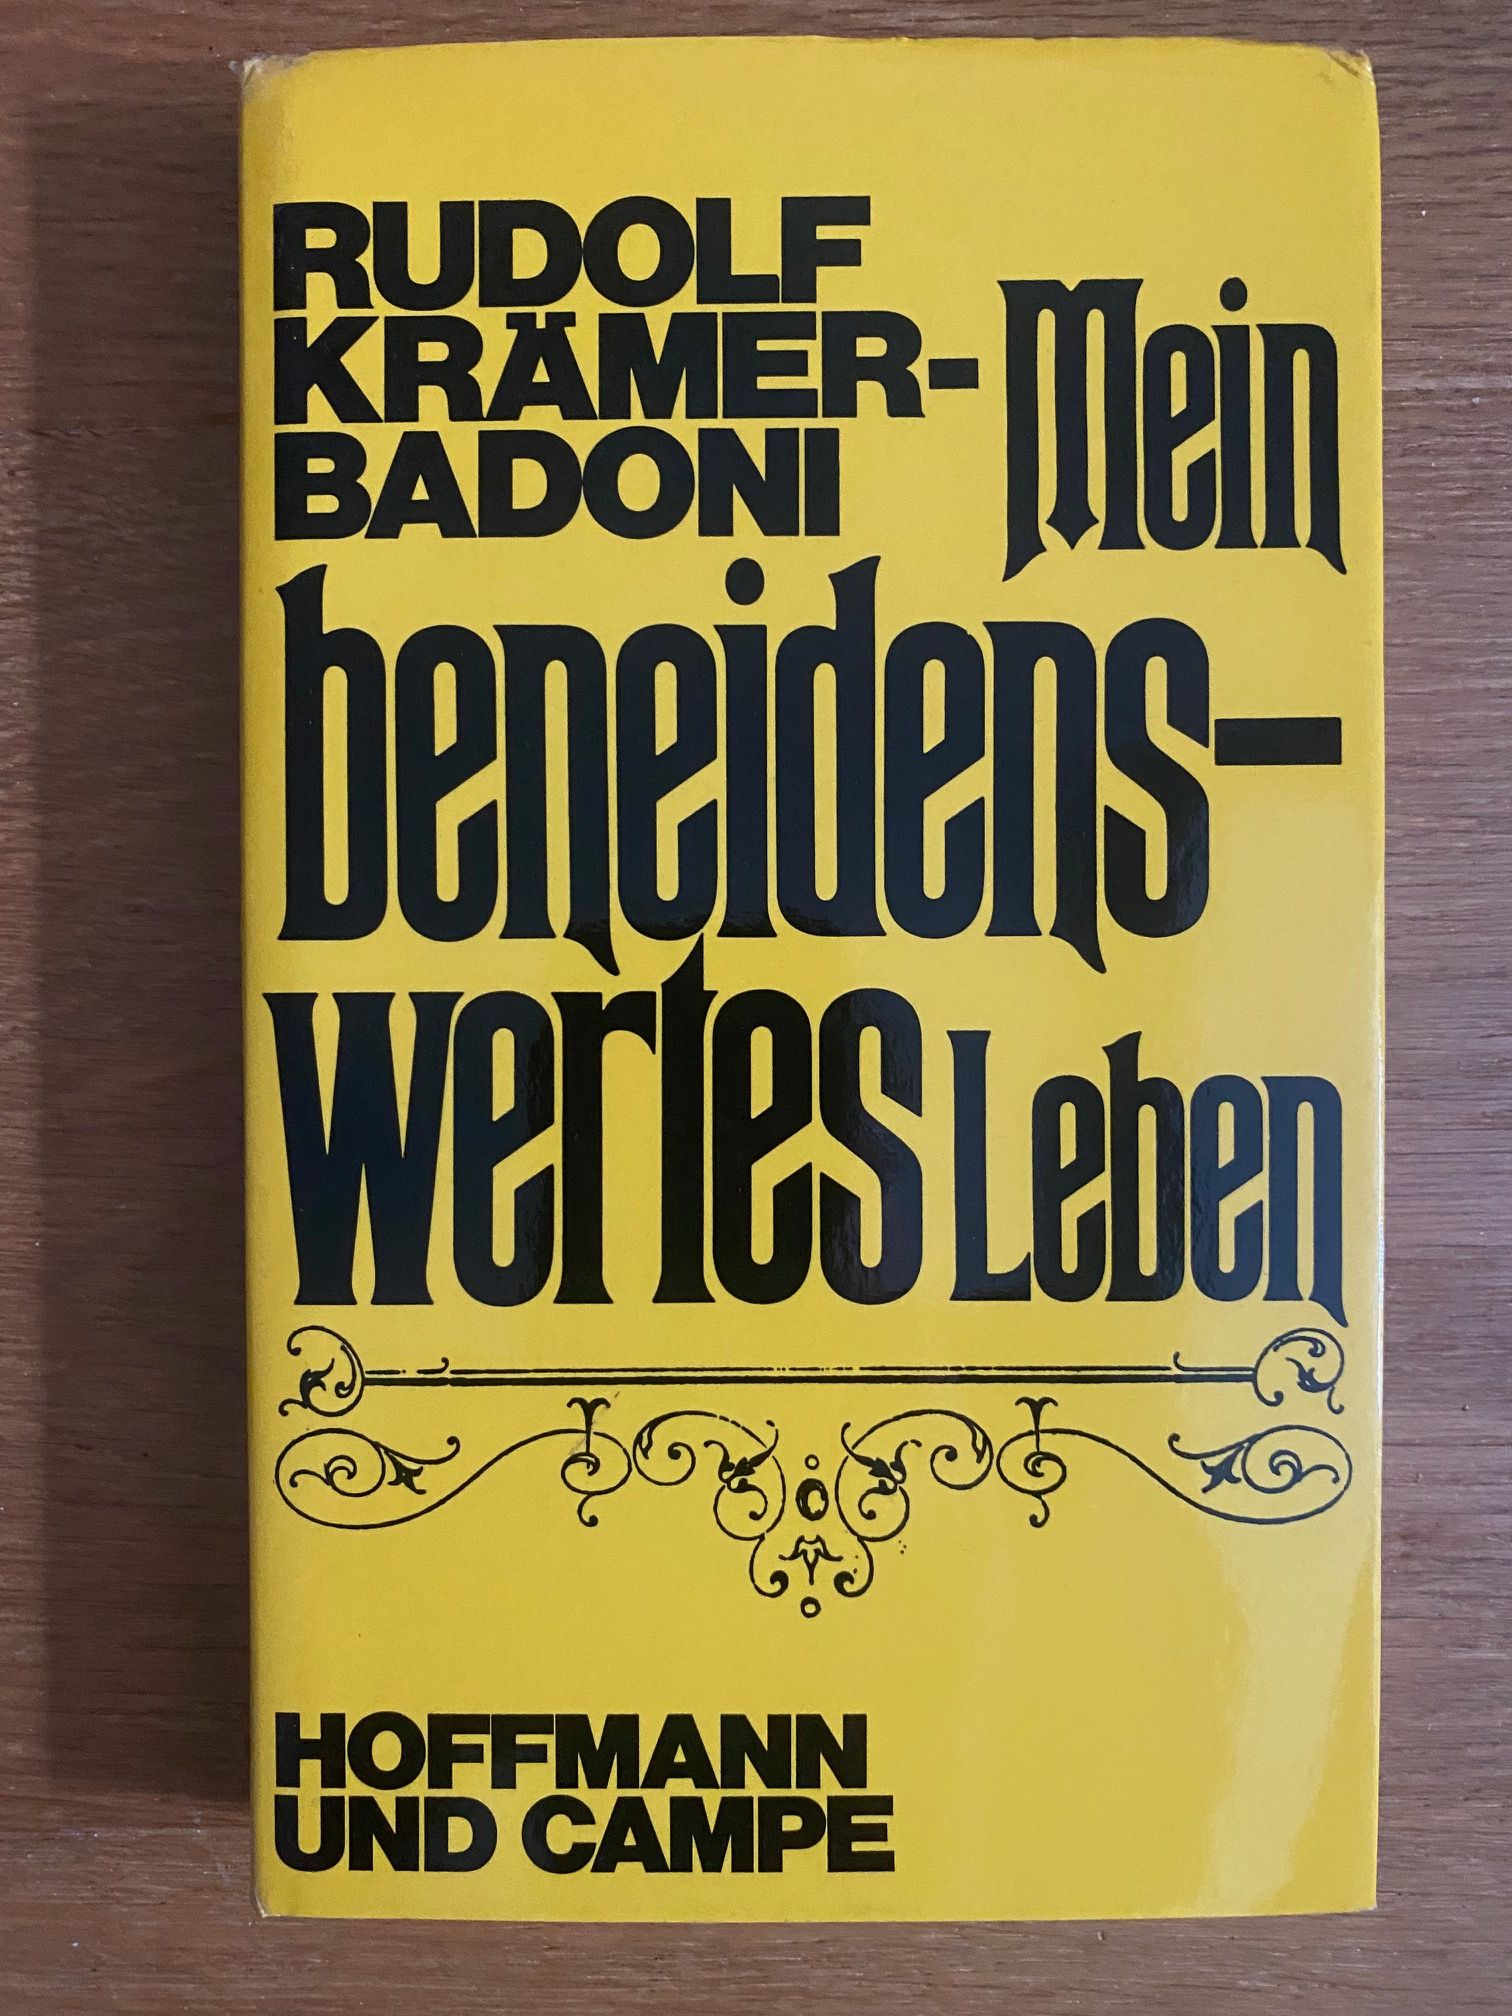 RUDOLF
KRÄMER-
BADONI
Mein
beneidens-
wertes Leben
HOFFMANN
UND CAMPE